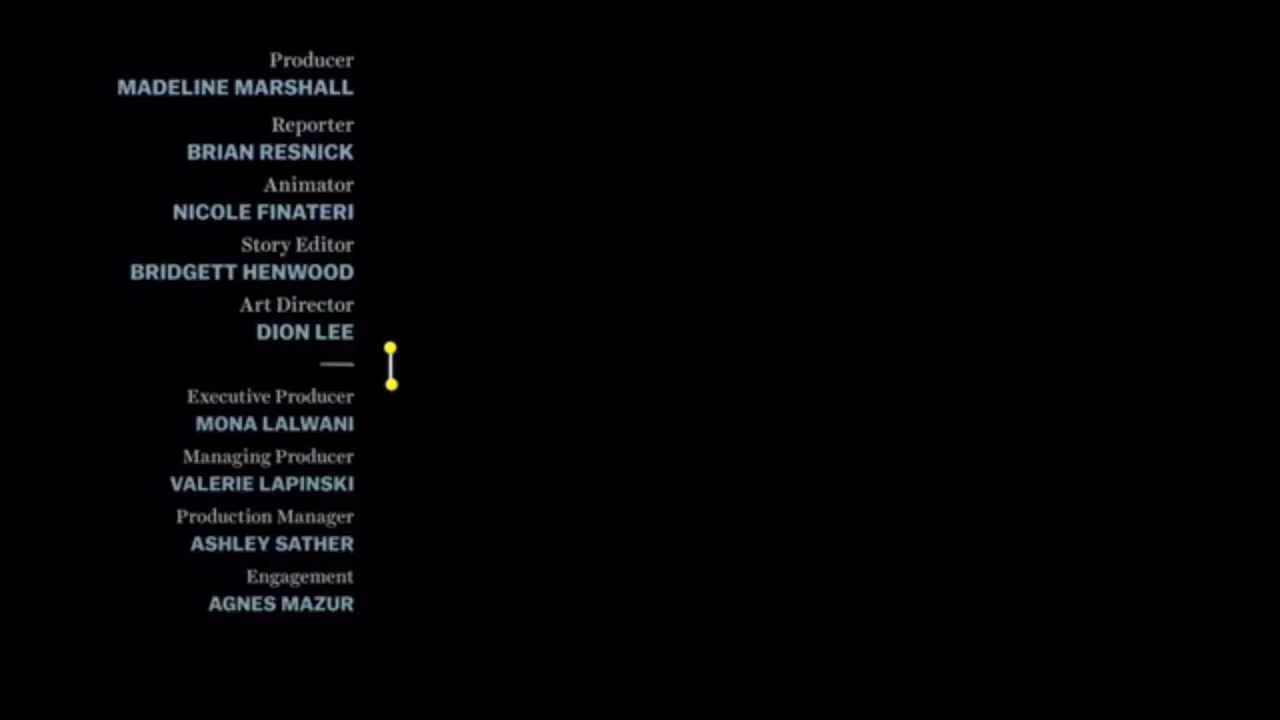 Producer
MADELINE MARSHALL
Reporter
BRIAN RESNICK
Animator
NICOLE FINATERI
Story Editor
BRIDGETT HENWOOD
Art Director
DION LEE
Executive Producer
MONA LALWANI
Managing Producer
VALERIE LAPINSKI
Production Manager
ASHLEY SATHER
Engagement
AGNES MAZUR